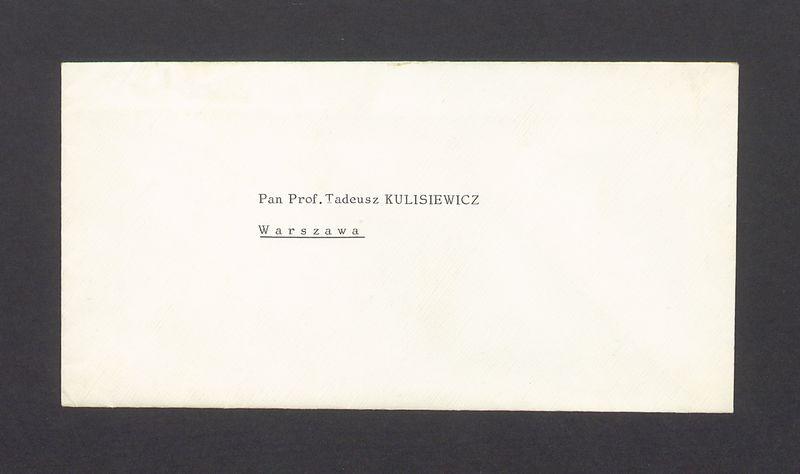 Pan Prof. Tadeusz KULISIEWICZ
Warszawa